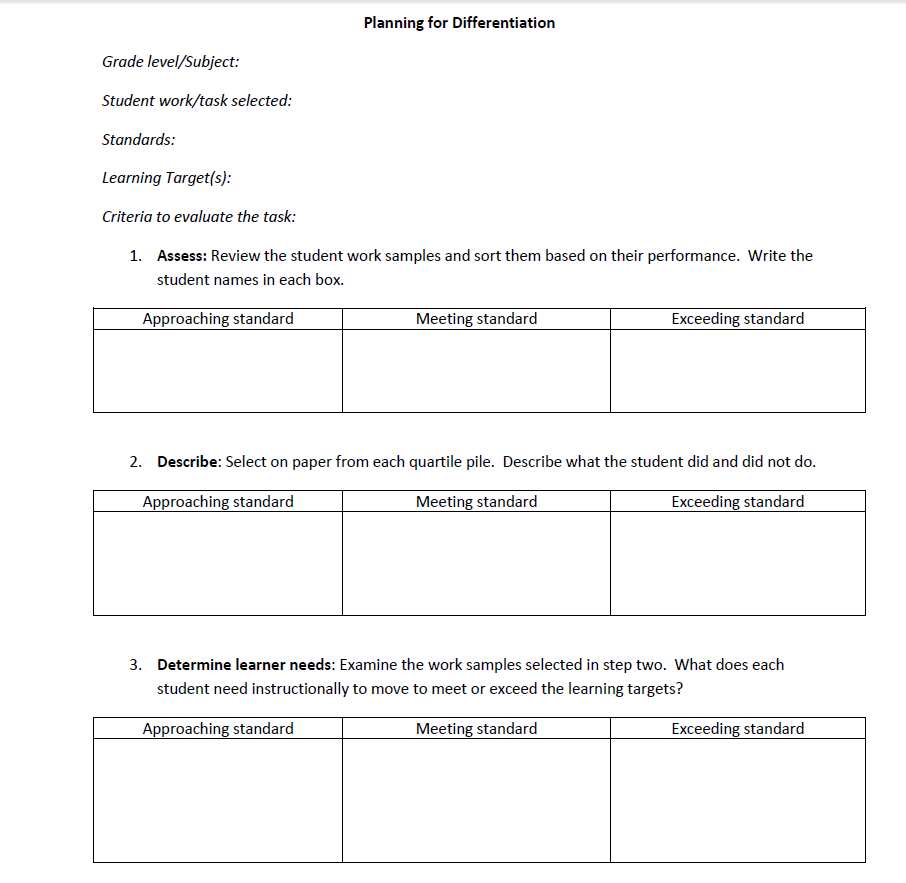 Planning for Differentiation
Grade level/Subject:
Student work/task selected:
Standards:
Learning Target(s):
Criteria to evaluate the task:
1. Assess: Review the student work samples and sort them based on their performance. Write the
student names in each box.
Approaching standard Meeting standard Exceeding standard
2. Describe: Select on paper from each quartile pile. Describe what the student did and did not do.
Approaching standard Meeting standard Exceeding standard
3. Determine learner needs: Examine the work samples selected in step two. What does each
student need instructionally to move to meet or exceed the learning targets?
Approaching standard Meeting standard Exceeding standard